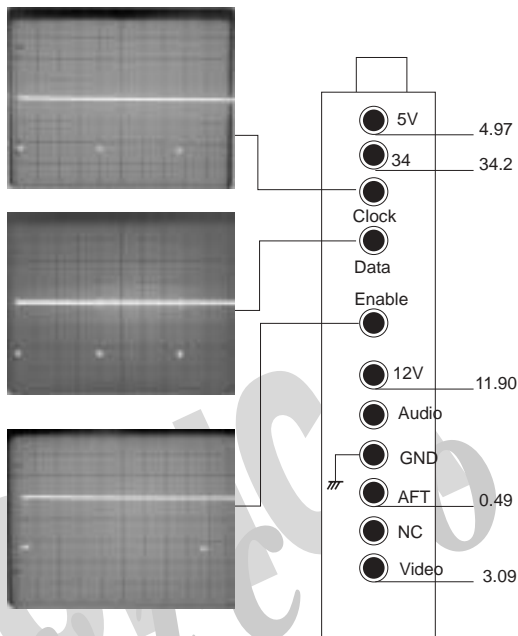 5V
4.97
34
34.2
Clock
Data
Enable
12V
11.90
Audio
GND
AFT
0.49
NC
Video
3.09